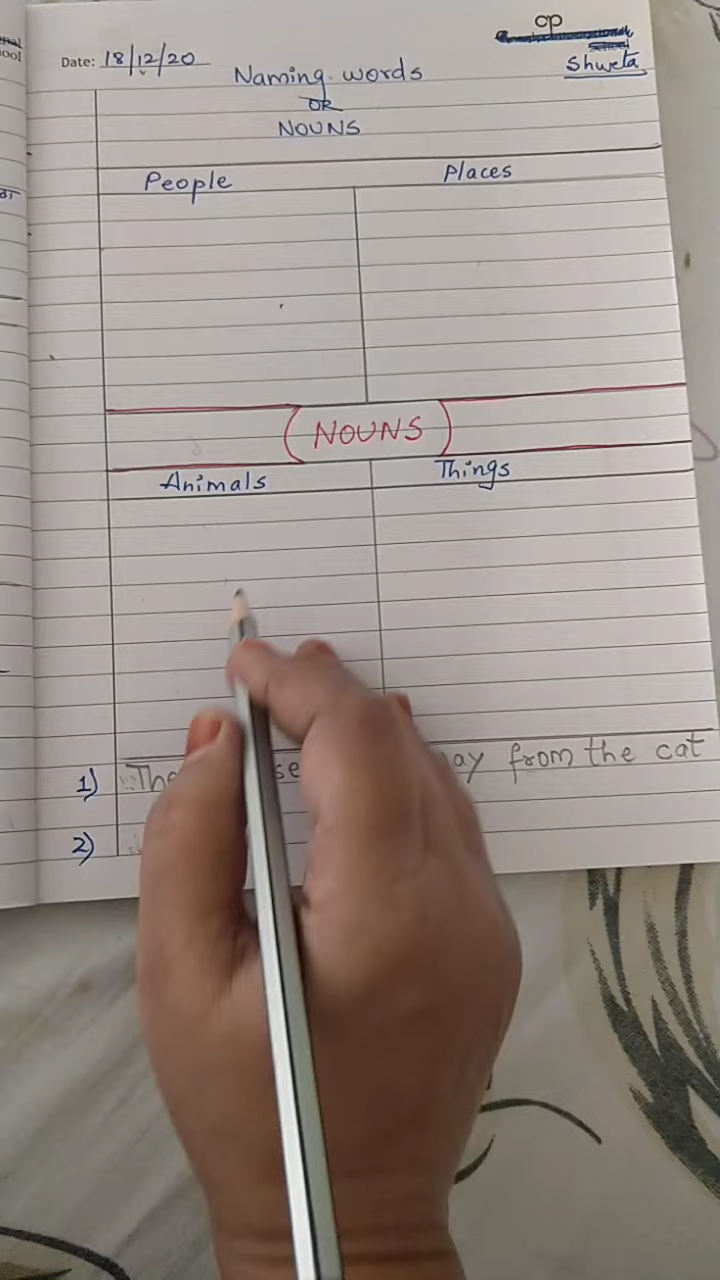 CP
Date: 18/12/20
Shweta
Naming words
OR
NOUNS
People Places
(NOUNS)
Animals Things
1) The from the cat
2)